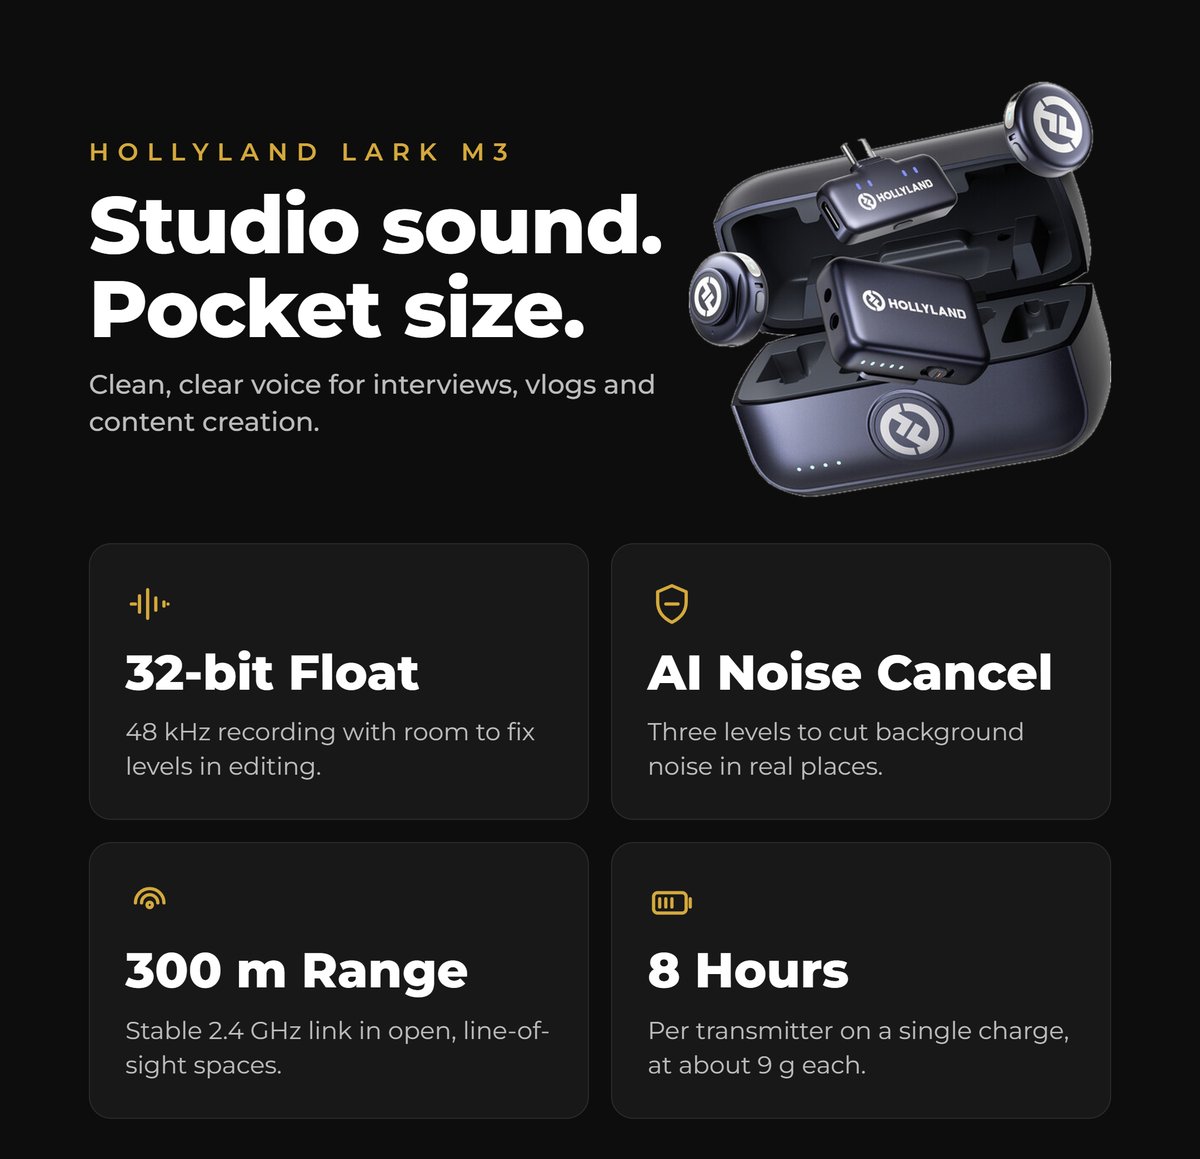 HOLLYLAND LARK M3
Studio sound.
Pocket size.
Clean, clear voice for interviews, vlogs and
content creation.
HOLLYLAND
HOLLYLAND
32-bit Float
48 kHz recording with room to fix
levels in editing.
AI Noise Cancel
Three levels to cut background
noise in real places.
300 m Range
Stable 2.4 GHz link in open, line-of-
sight spaces.
8 Hours
Per transmitter on a single charge,
at about 9 g each.